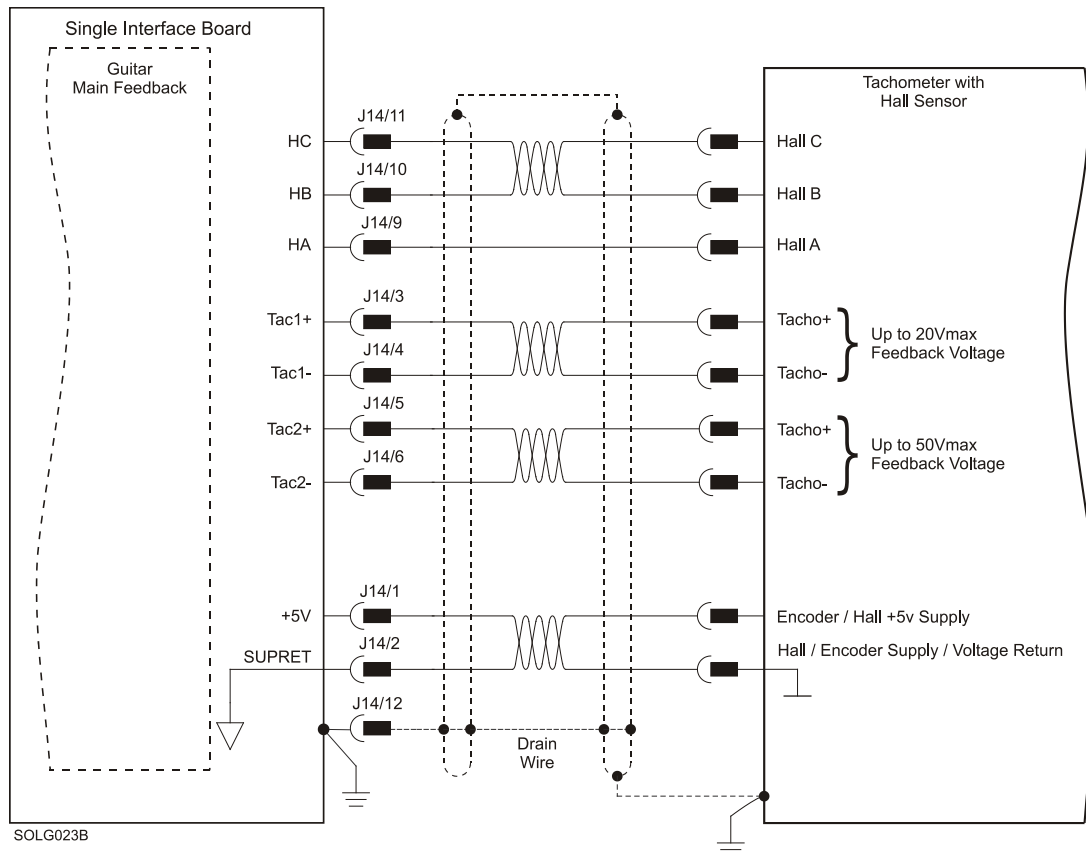 Single Interface Board
Guitar
Main Feedback
Tachometer with
Hall Sensor
J14/11
HC
Hall C
J14/10
HB
Hall B
J14/9
HA
Hall A
J14/3
Tac1+
Tacho+
J14/4
Tac1-
Tacho-
Up to 20Vmax
Feedback Voltage
J14/5
Tac2+
Tacho+
J14/6
Tac2-
Tacho-
Up to 50Vmax
Feedback Voltage
J14/1
+5V
Encoder / Hall +5v Supply
J14/2
SUPRET
Hall / Encoder Supply / Voltage Return
J14/12
Drain
Wire
SOLG023B